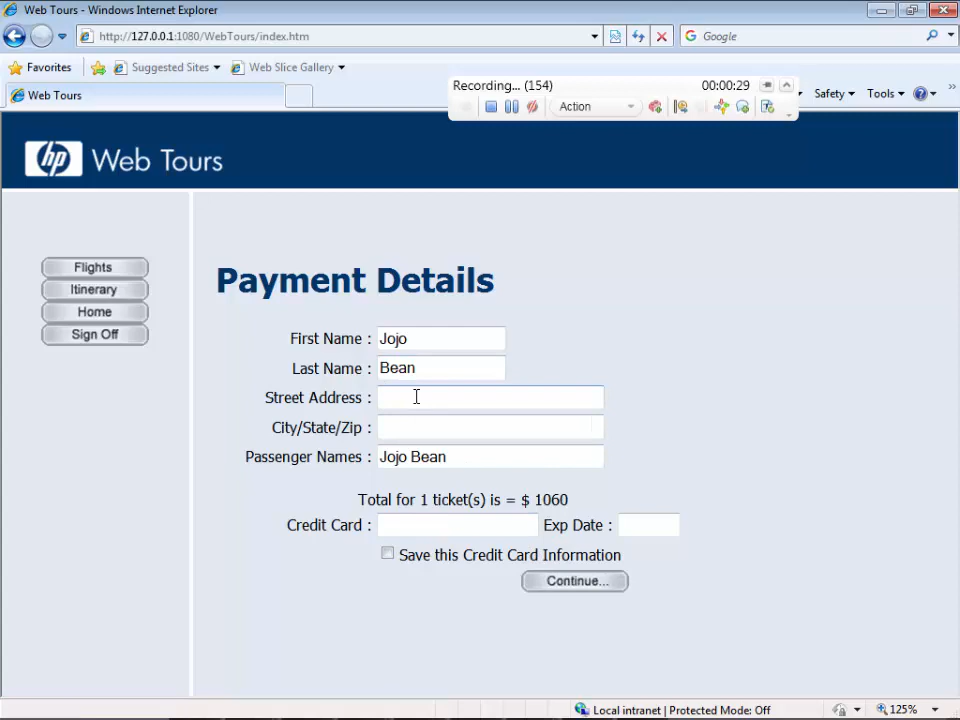 Web Tours - Windows Internet Explorer
http://127.0.0.1:1080/WebTours/index.htm
Google
Favorites Suggested Sites Web Slice Gallery
Recording... (154) 00:00:29
Web Tours
Safety Tools
Action
hp Web Tours
Flights
Itinerary
Home
Sign Off
Payment Details
First Name : Jojo
Last Name : Bean
Street Address :
City/State/Zip :
Passenger Names : Jojo Bean
Total for 1 ticket(s) is = $ 1060
Credit Card : Exp Date :
Save this Credit Card Information
Continue...
Local intranet | Protected Mode: Off 125%